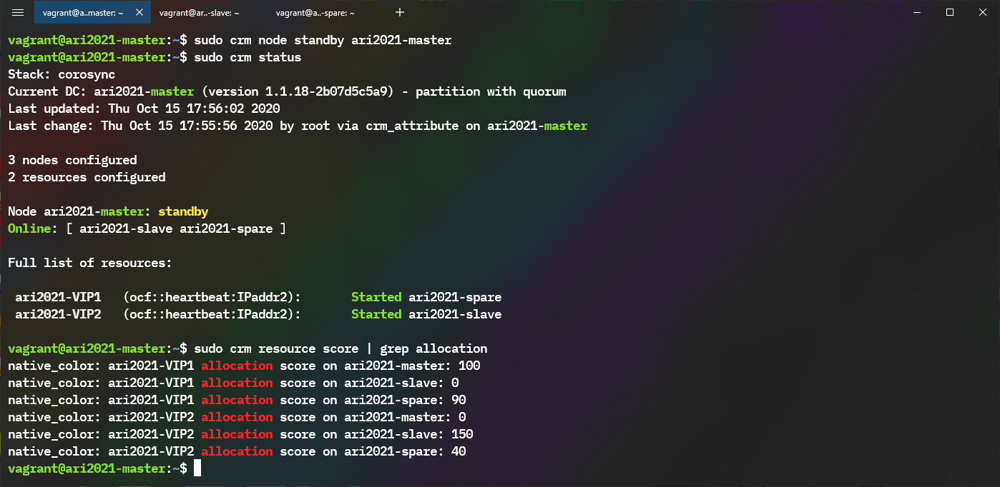 vagrant@a..master: ~
vagrant@ar..-slave: ~
vagrant@a..-spare: ~
vagrant@ari2021-master:~$ sudo crm node standby ari2021-master
vagrant@ari2021-master:~$ sudo crm status
Stack: corosync
Current DC: ari2021-master (version 1.1.18-2b07d5c5a9) - partition with quorum
Last updated: Thu Oct 15 17:56:02 2020
Last change: Thu Oct 15 17:55:56 2020 by root via crm_attribute on ari2021-master
3 nodes configured
2 resources configured
Node ari2021-master: standby
Online: [ ari2021-slave ari2021-spare ]
Full list of resources:
ari2021-VIP1 (ocf::heartbeat:IPaddr2): Started ari2021-spare
ari2021-VIP2 (ocf::heartbeat:IPaddr2): Started ari2021-slave
vagrant@ari2021-master:~$ sudo crm resource score | grep allocation
native_color: ari2021-VIP1 allocation score on ari2021-master: 100
native_color: ari2021-VIP1 allocation score on ari2021-slave: 0
native_color: ari2021-VIP1 allocation score on ari2021-spare: 90
native_color: ari2021-VIP2 allocation score on ari2021-master: 0
native_color: ari2021-VIP2 allocation score on ari2021-slave: 150
native_color: ari2021-VIP2 allocation score on ari2021-spare: 40
vagrant@ari2021-master:~$